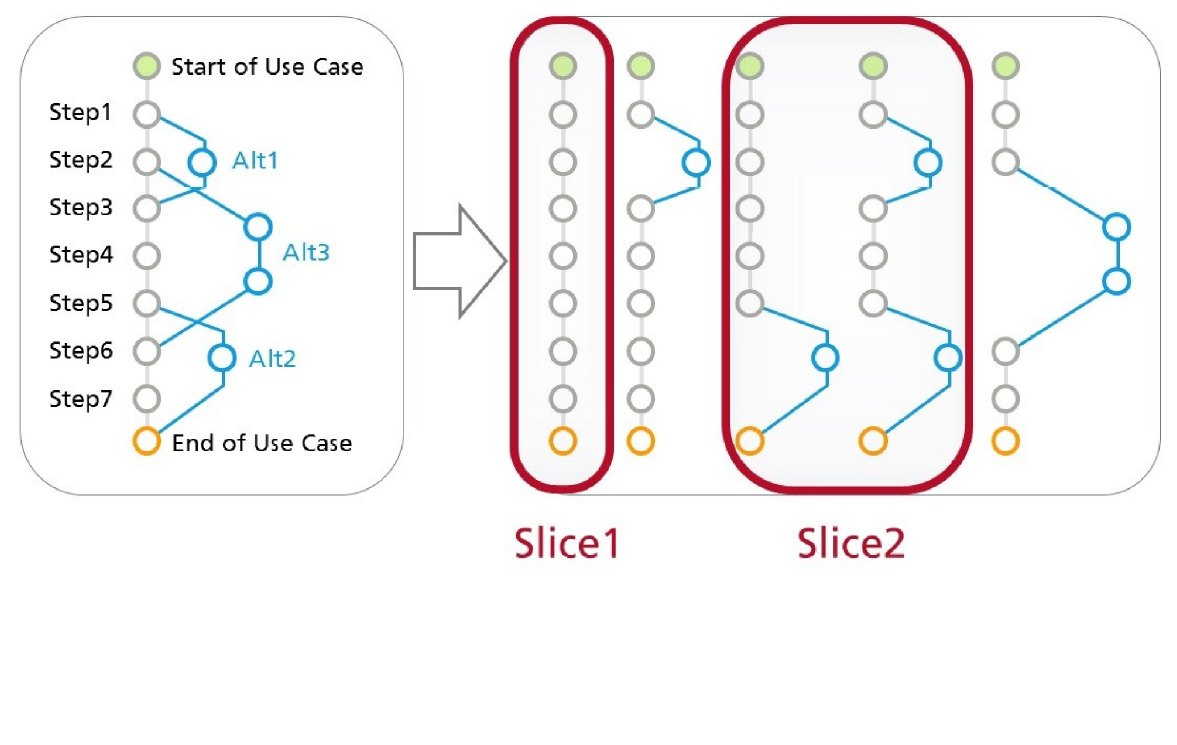 Start of Use Case
Step1
Step2
Alt1
Step3
Step4
Alt3
Step5
Step6
Alt2
Step7
End of Use Case
Slice1
Slice2